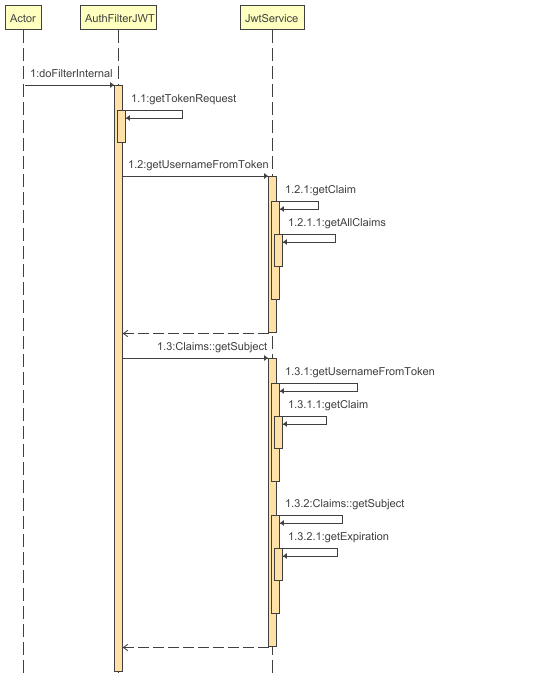 Actor
AuthFilterJWT
JwtService
1:doFilterInternal
1.1:getTokenRequest
1.2:getUsernameFromToken
1.2.1:getClaim
1.2.1.1:getAllClaims
1.3:Claims::getSubject
1.3.1:getUsernameFromToken
1.3.1.1:getClaim
1.3.2:Claims::getSubject
1.3.2.1:getExpiration